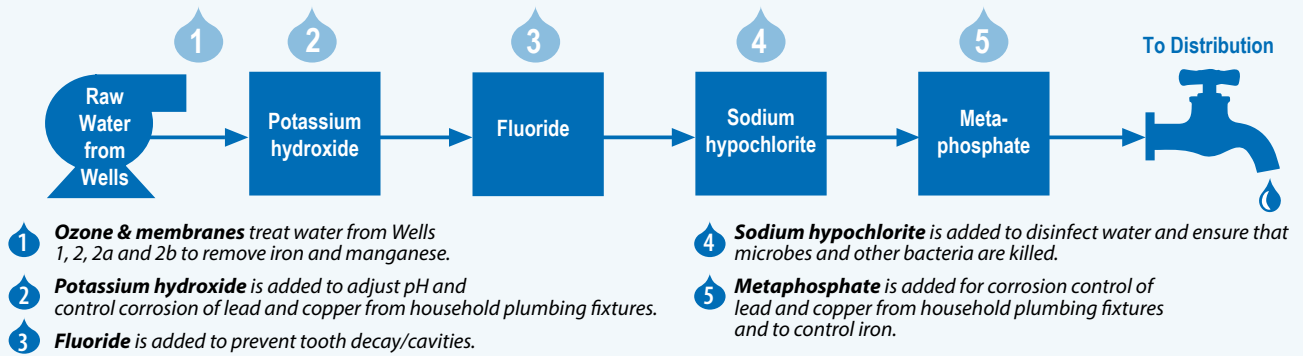 1
2
3
4
5
To Distribution
Raw
Water
from
Wells
Potassium
hydroxide
Fluoride
Sodium
hypochlorite
Meta-
phosphate
1 Ozone & membranes treat water from Wells
1, 2, 2a and 2b to remove iron and manganese.
2 Potassium hydroxide is added to adjust pH and
control corrosion of lead and copper from household plumbing fixtures.
3 Fluoride is added to prevent tooth decay/cavities.
4 Sodium hypochlorite is added to disinfect water and ensure that
microbes and other bacteria are killed.
5 Metaphosphate is added for corrosion control of
lead and copper from household plumbing fixtures
and to control iron.